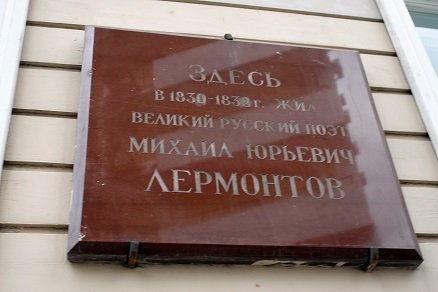 ЗДЕСЬ
В 1830-1832 г. ЖИЛ
ВЕЛИКИЙ РУССКИЙ ПОЭТ
МИХАИЛ ЮРЬЕВИЧ
ЛЕРМОНТОВ